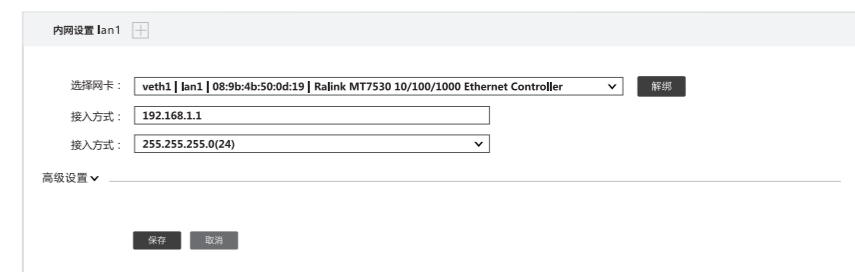 内网设置 lan1
选择网卡： veth1 | lan1 | 08:9b:4b:50:0d:19 | Ralink MT7530 10/100/1000 Ethernet Controller 解绑
接入方式： 192.168.1.1
接入方式： 255.255.255.0(24)
高级设置
保存 取消